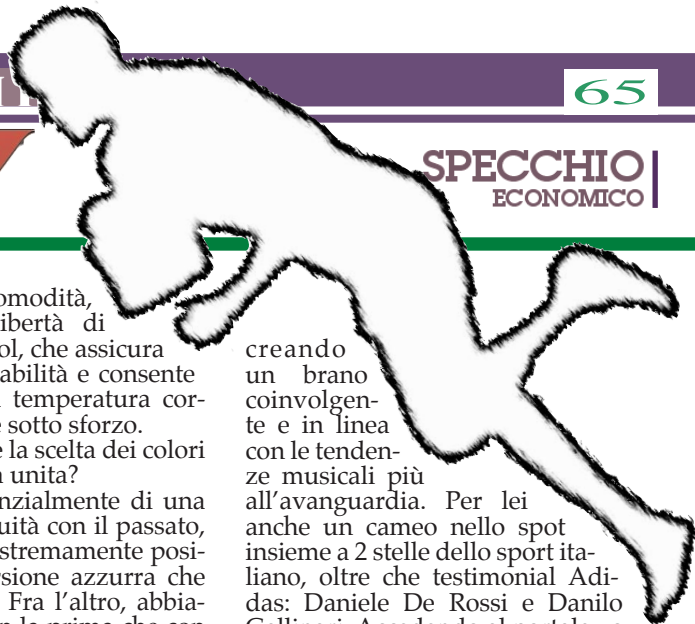 65
SPECCHIO
ECONOMICO
omodità,
ibertà di
ol, che assicura
abilità e consente
temperatura cor-
sotto sforzo.
la scelta dei colori
unita?
nzialmente di una
uità con il passato,
stremamente posi-
rsione azzurra che
Fra l'altro, abbia-
creando
un brano
coinvolgen-
te e in linea
con le tenden-
ze musicali più
all'avanguardia. Per lei
anche un cameo nello spot
insieme a 2 stelle dello sport ita-
liano, oltre che testimonial Adi-
das: Daniele De Rossi e Danilo